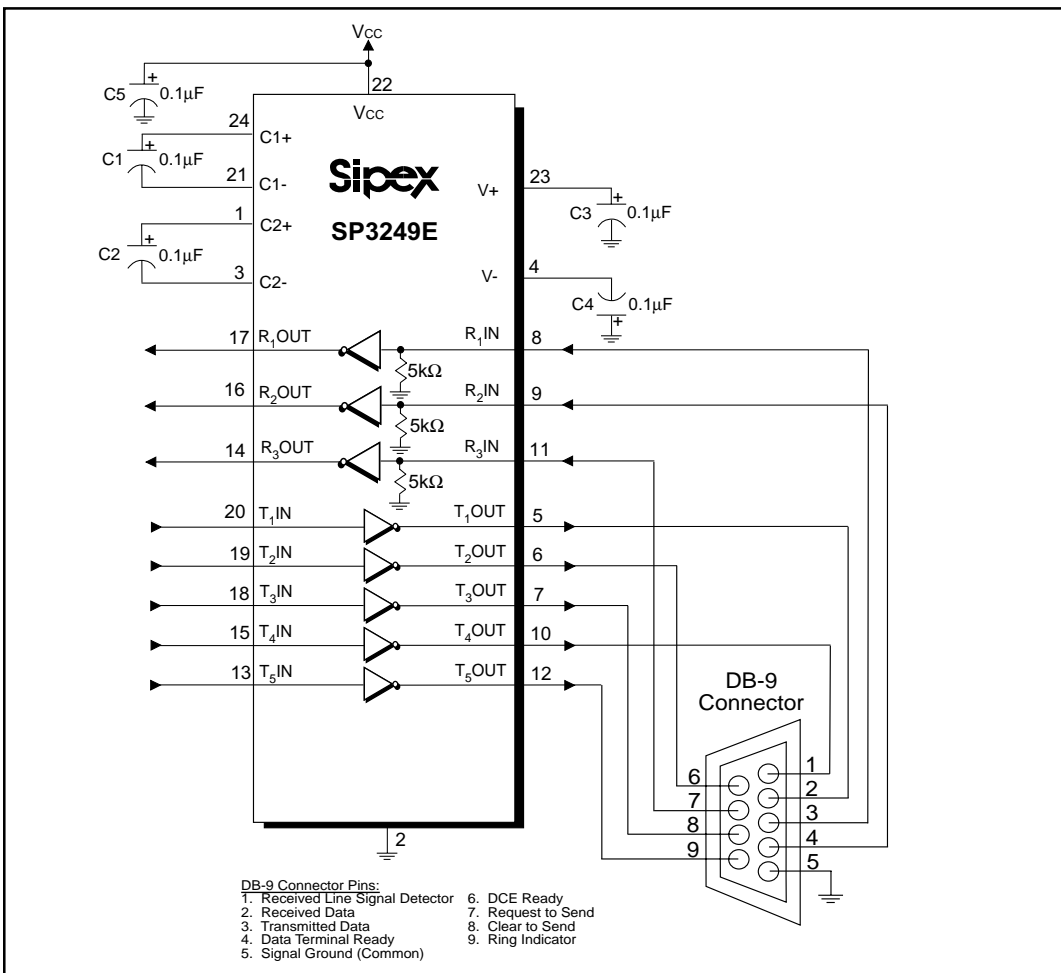 VCC
C5
+
0.1µF
22
VCC
24
C1+
+
C1
0.1µF
21
C1-
Sipex
SP3249E
V+
23
+
C3
0.1µF
1
C2+
+
C2
0.1µF
3
C2-
V-
4
C4
0.1µF
+
17
R1OUT
R1IN
8
5kΩ
16
R2OUT
R2IN
9
5kΩ
14
R3OUT
R3IN
11
5kΩ
20
T1IN
T1OUT
5
19
T2IN
T2OUT
6
18
T3IN
T3OUT
7
15
T4IN
T4OUT
10
13
T5IN
T5OUT
12
DB-9
Connector
6
7
8
9
1
2
3
4
5
2
DB-9 Connector Pins:
1. Received Line Signal Detector
2. Received Data
3. Transmitted Data
4. Data Terminal Ready
5. Signal Ground (Common)
6. DCE Ready
7. Request to Send
8. Clear to Send
9. Ring Indicator